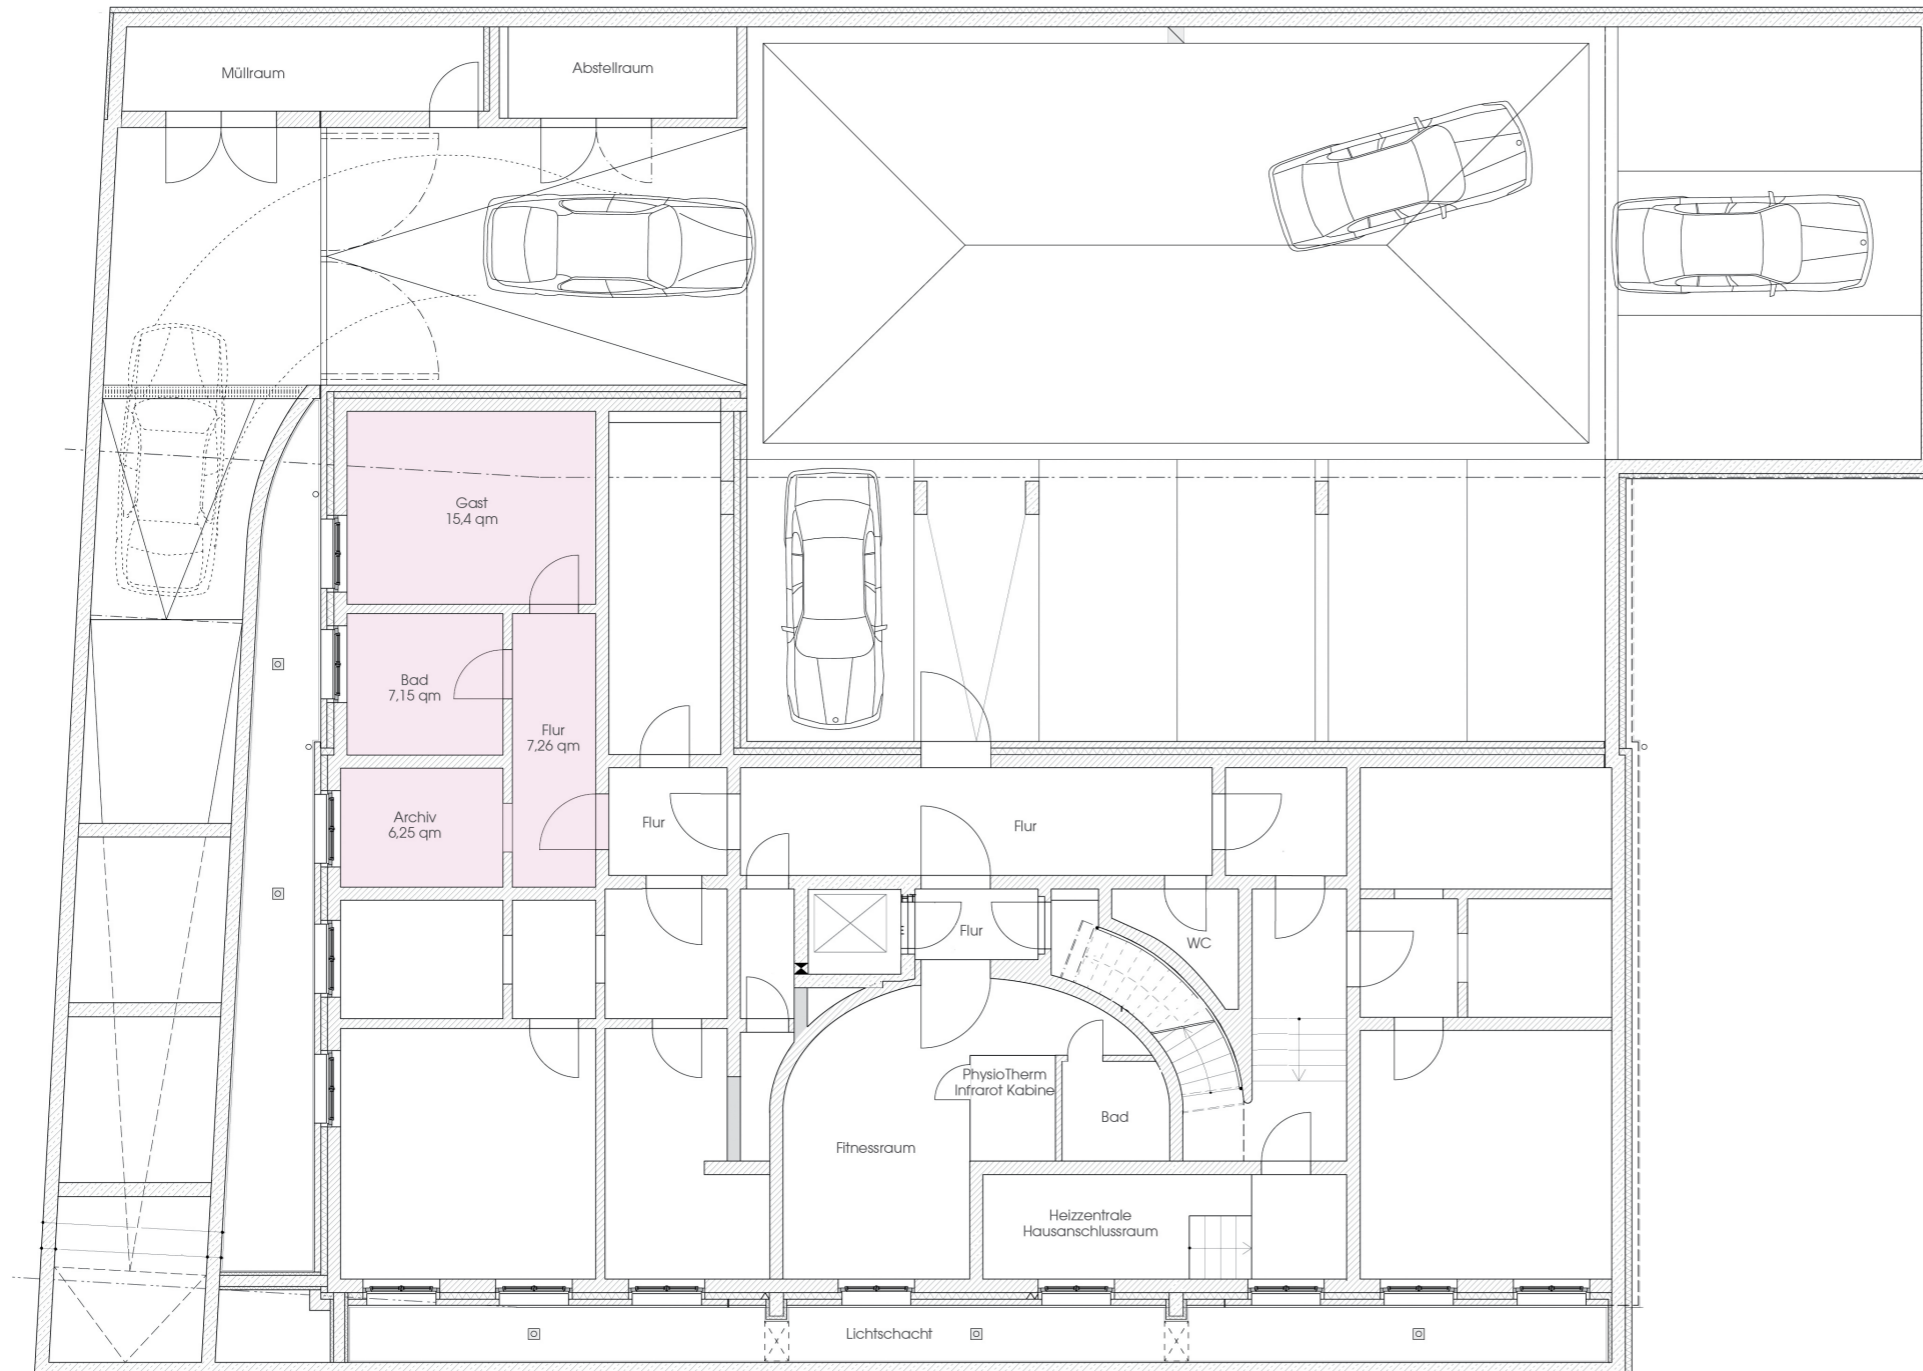 Müllraum
Abstellraum
Gast
15,4 qm
Bad
7,15 qm
Flur
7,26 qm
Archiv
6,25 qm
Flur
Flur
Flur
WC
PhysioTherm
Infrarot Kabine
Bad
Fitnessraum
Heizzentrale
Hausanschlussraum
Lichtschacht